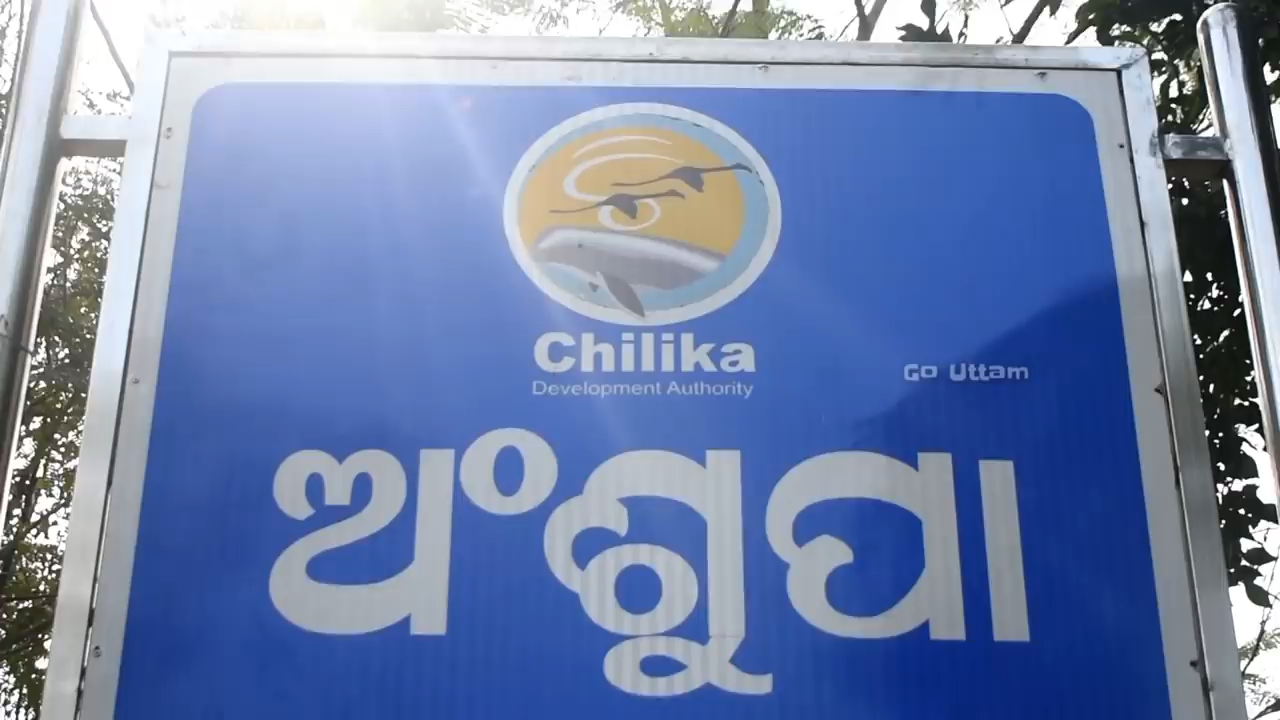 Chilika
Development Authority
Go Uttam
ଅଂଶୁପା